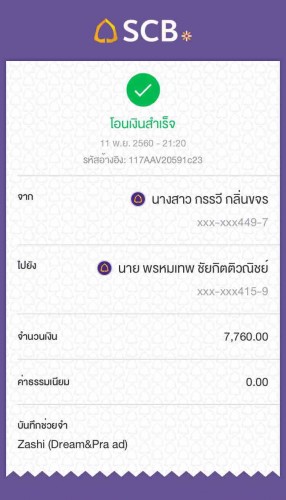 SCB
โอนเงินสำเร็จ
11 พ.ย. 2560 - 21:20
รหัสอ้างอิง: 117AAV20591c23
จาก
นางสาว กรรวี กลิ่นขจร
xxx-xxx449-7
ไปยัง
นาย พรหมเทพ ชัยกิตติวณิชย์
xxx-xxx415-9
จำนวนเงิน 7,760.00
ค่าธรรมเนียม 0.00
บันทึกช่วยจำ
Zashi (Dream&Pra ad)